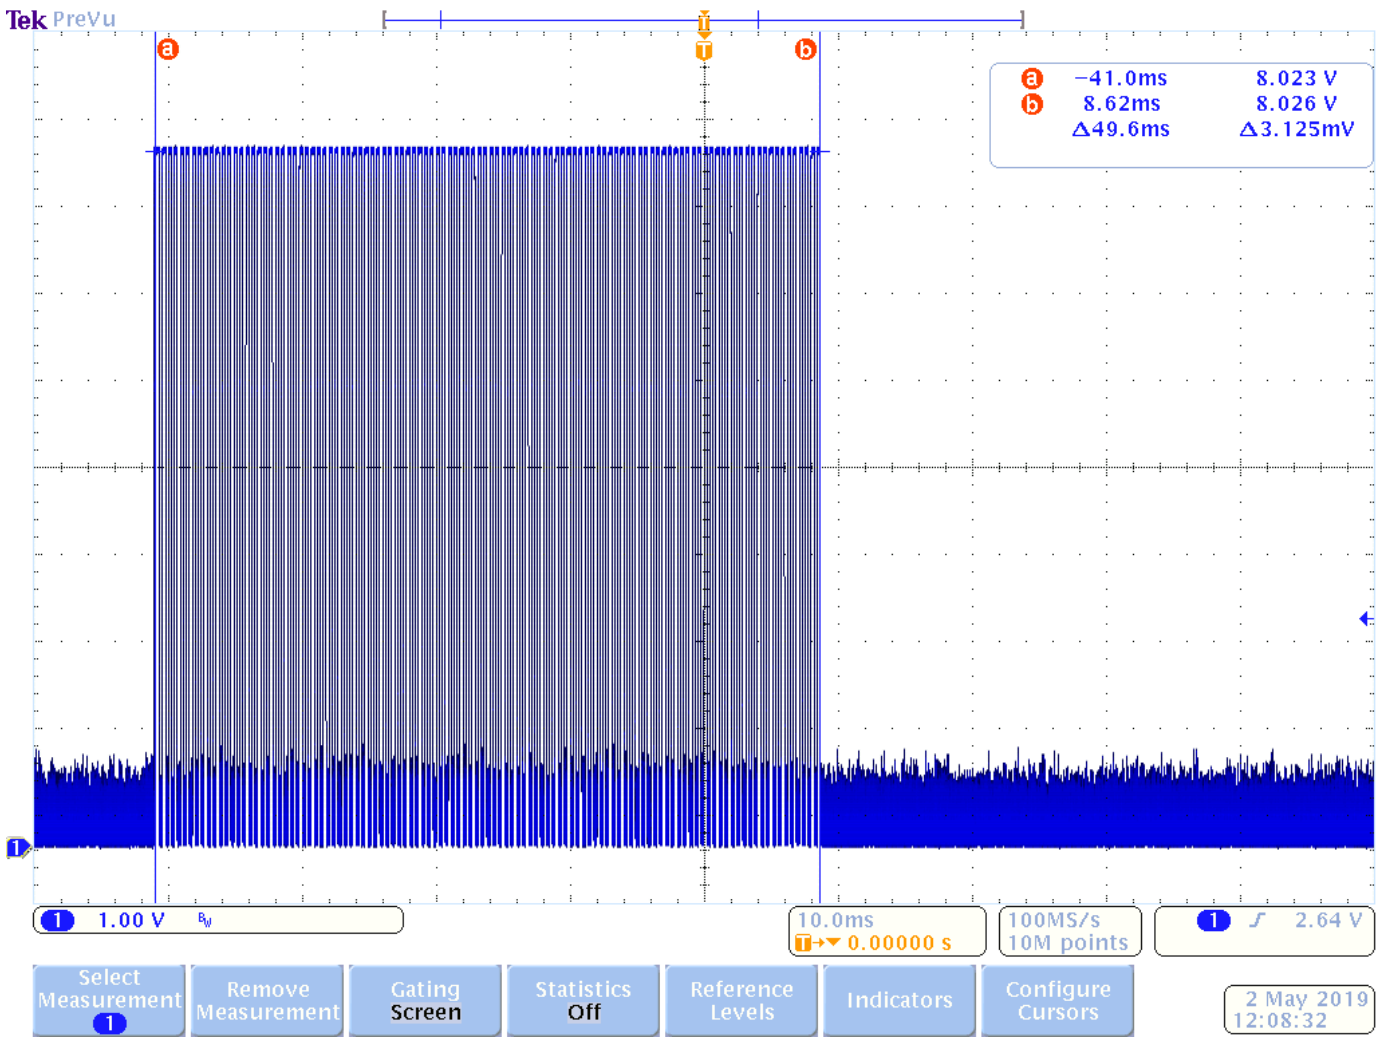 Tek PreVu
T
a
T
b
a −41.0ms 8.023 V
b 8.62ms 8.026 V
Δ49.6ms Δ3.125mV
1
1 1.00 V BW
10.0ms
T→▼ 0.00000 s
100MS/s
10M points
1 2.64 V
Select
Measurement
1
Remove
Measurement
Gating
Screen
Statistics
Off
Reference
Levels
Indicators
Configure
Cursors
2 May 2019
12:08:32